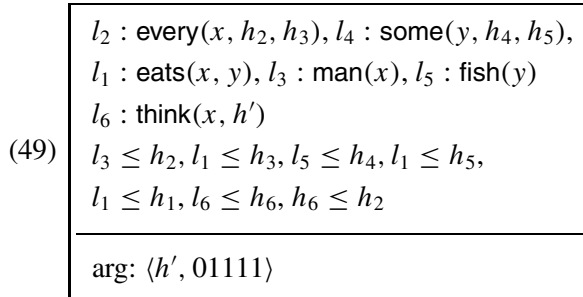 l₂ : every(x, h₂, h₃), l₄ : some(y, h₄, h₅),
l₁ : eats(x, y), l₃ : man(x), l₅ : fish(y)
l₆ : think(x, h′)
(49)
l₃ ≤ h₂, l₁ ≤ h₃, l₅ ≤ h₄, l₁ ≤ h₅,
l₁ ≤ h₁, l₆ ≤ h₆, h₆ ≤ h₂
arg: ⟨h′, 01111⟩